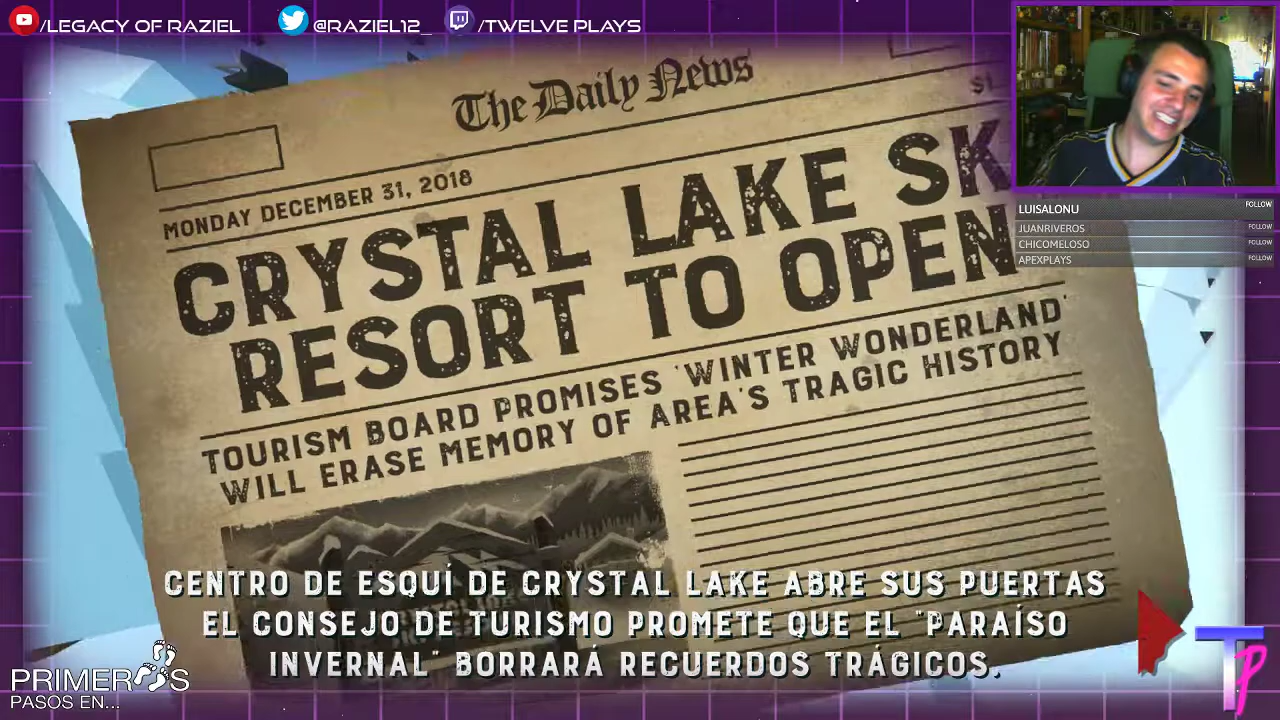 /LEGACY OF RAZIEL
@RAZIEL12_
/TWELVE PLAYS
The Daily News
$1
MONDAY DECEMBER 31, 2018
CRYSTAL LAKE SK
RESORT TO OPEN
TOURISM BOARD PROMISES 'WINTER WONDERLAND'
WILL ERASE MEMORY OF AREA'S TRAGIC HISTORY
LUISALONU FOLLOW
JUANRIVEROS FOLLOW
CHICOMELOSO FOLLOW
APEXPLAYS FOLLOW
CENTRO DE ESQUÍ DE CRYSTAL LAKE ABRE SUS PUERTAS
EL CONSEJO DE TURISMO PROMETE QUE EL "PARAÍSO
INVERNAL" BORRARÁ RECUERDOS TRÁGICOS.
PRIMEROS
PASOS EN...
TP